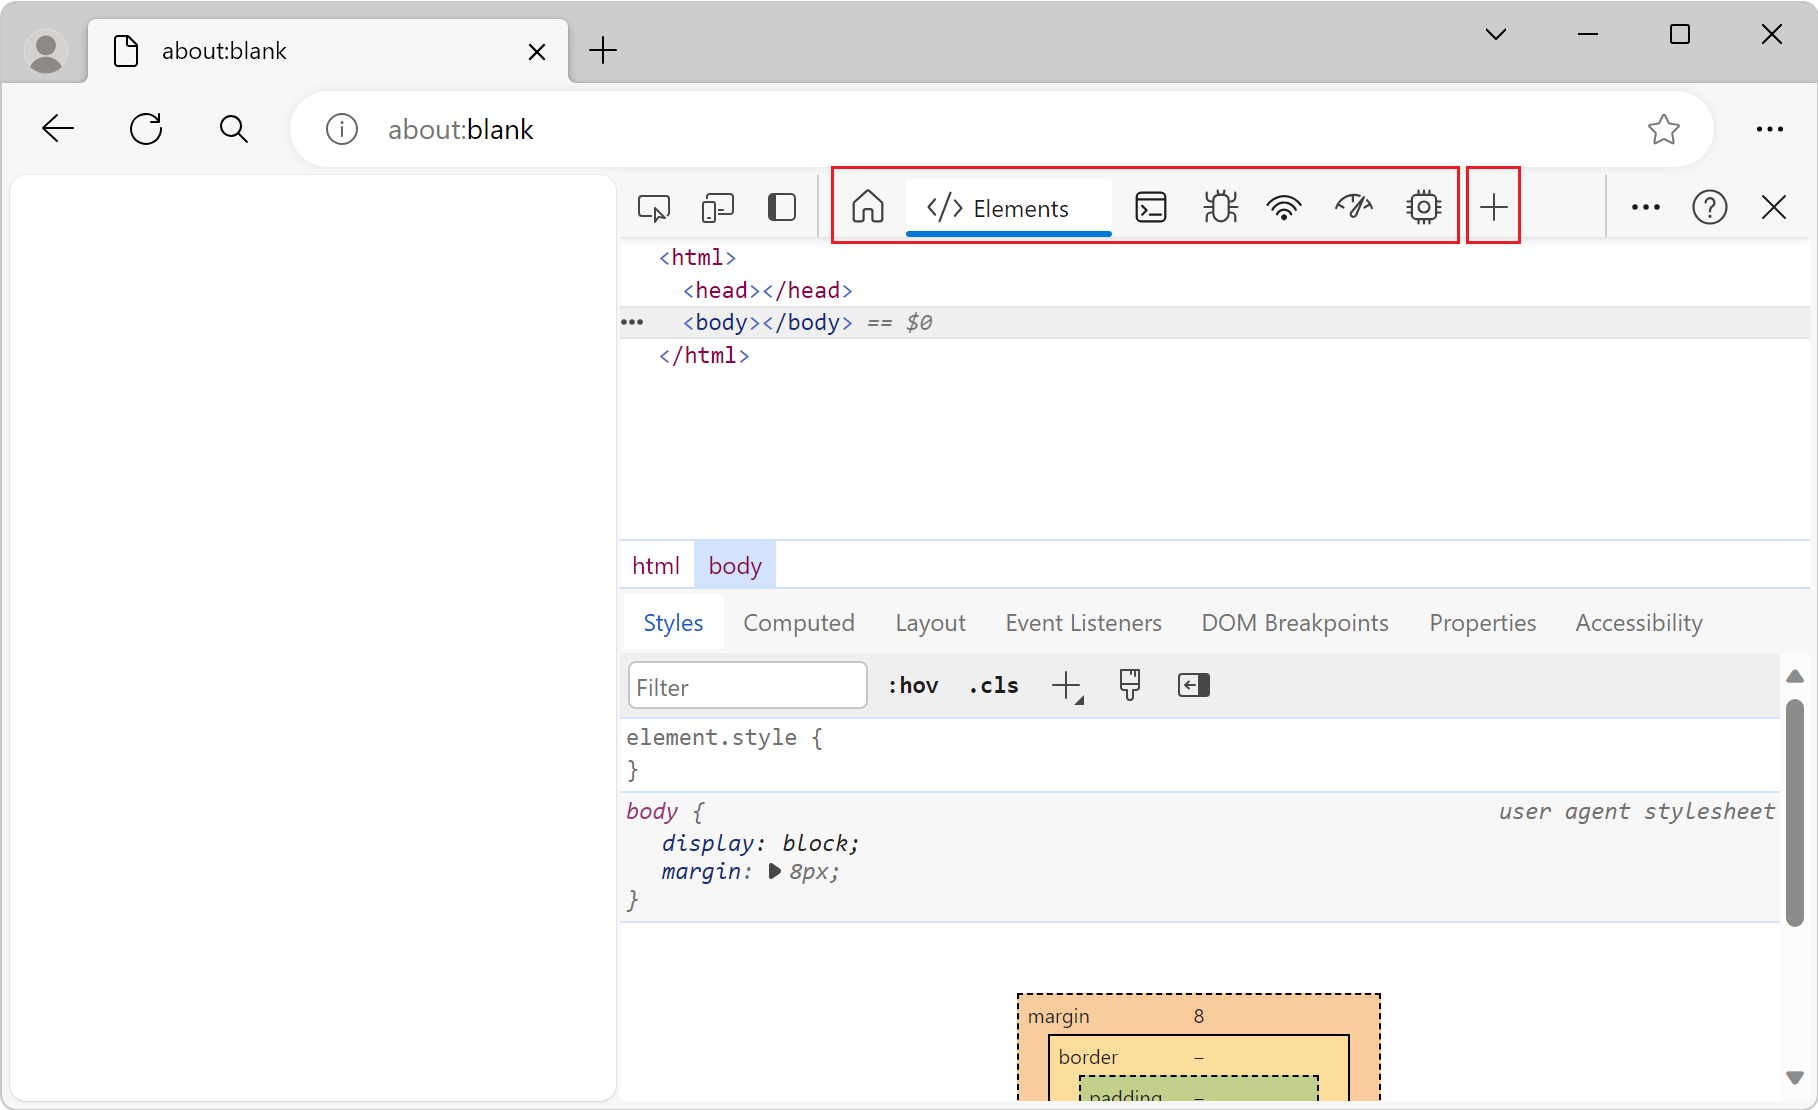 about:blank
about:blank
Elements
<html>
<head></head>
<body></body> == $0
</html>
html body
Styles Computed Layout Event Listeners DOM Breakpoints Properties Accessibility
Filter :hov .cls
element.style {
}
body { user agent stylesheet
display: block;
margin: 8px;
}
margin 8
border –
padding –